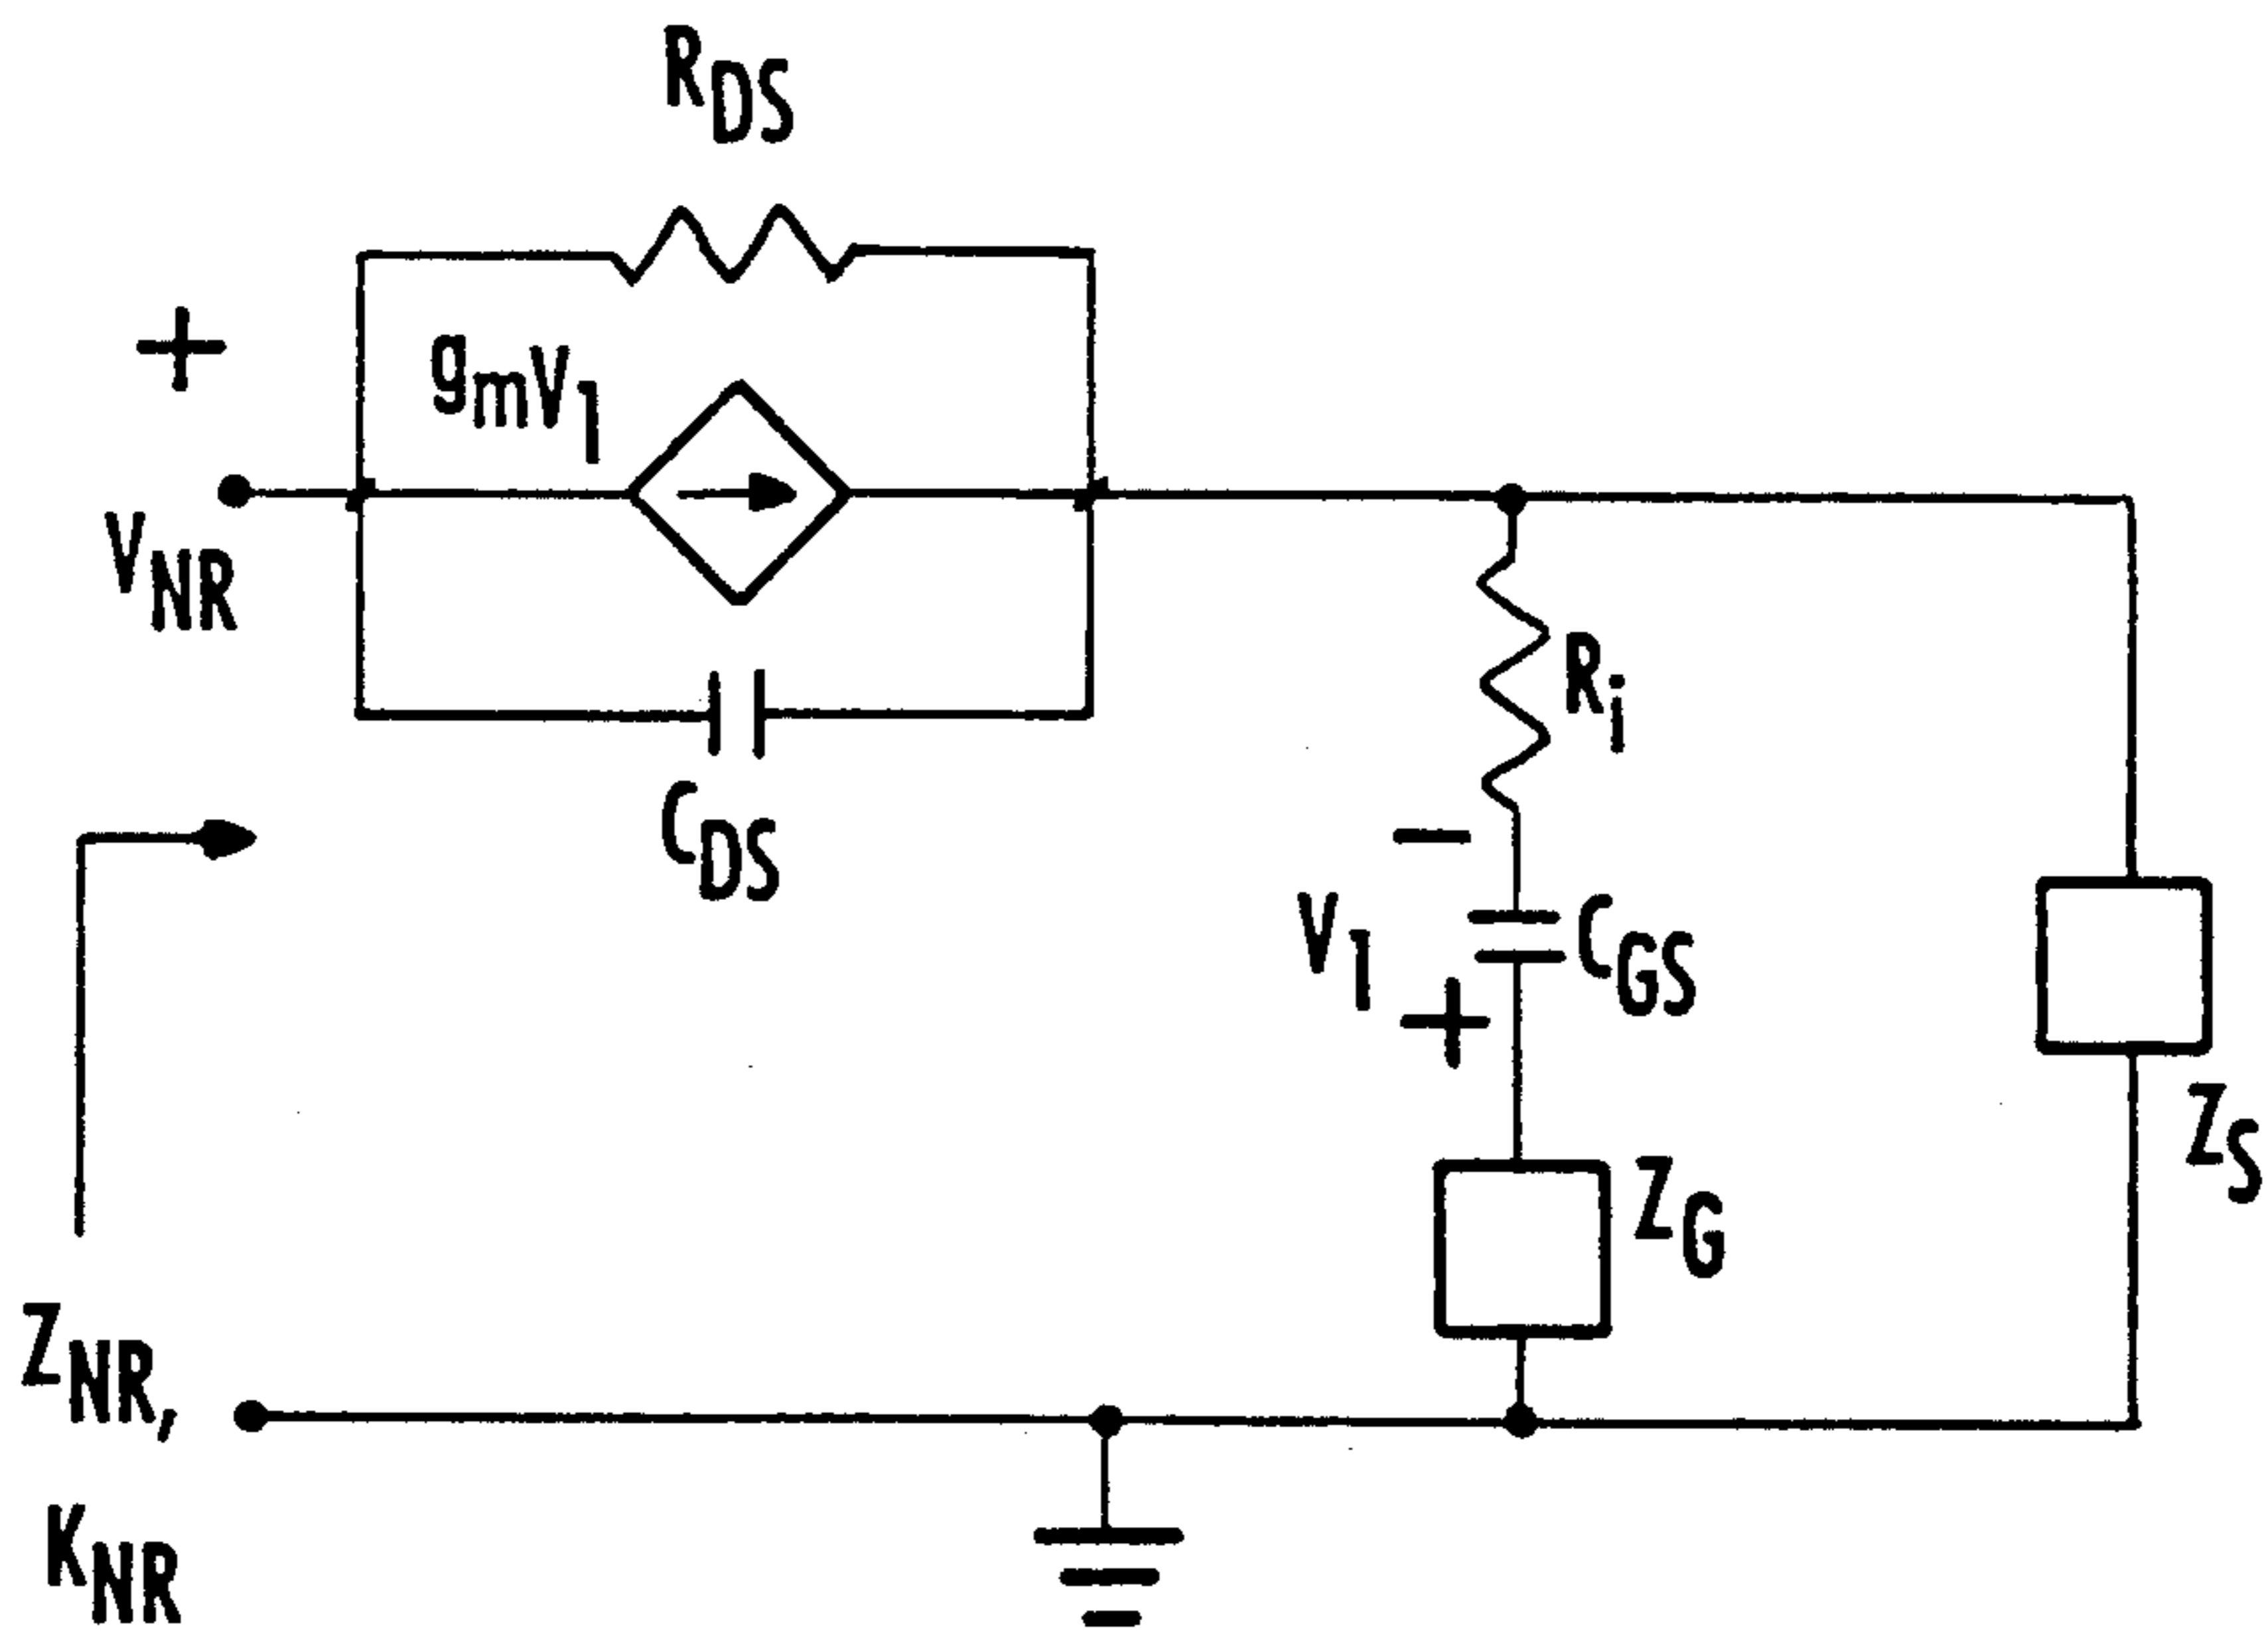 RDS
+
gmV1
VNR
CDS
Ri
−
V1
CGS
+
ZS
ZG
ZNR,
KNR